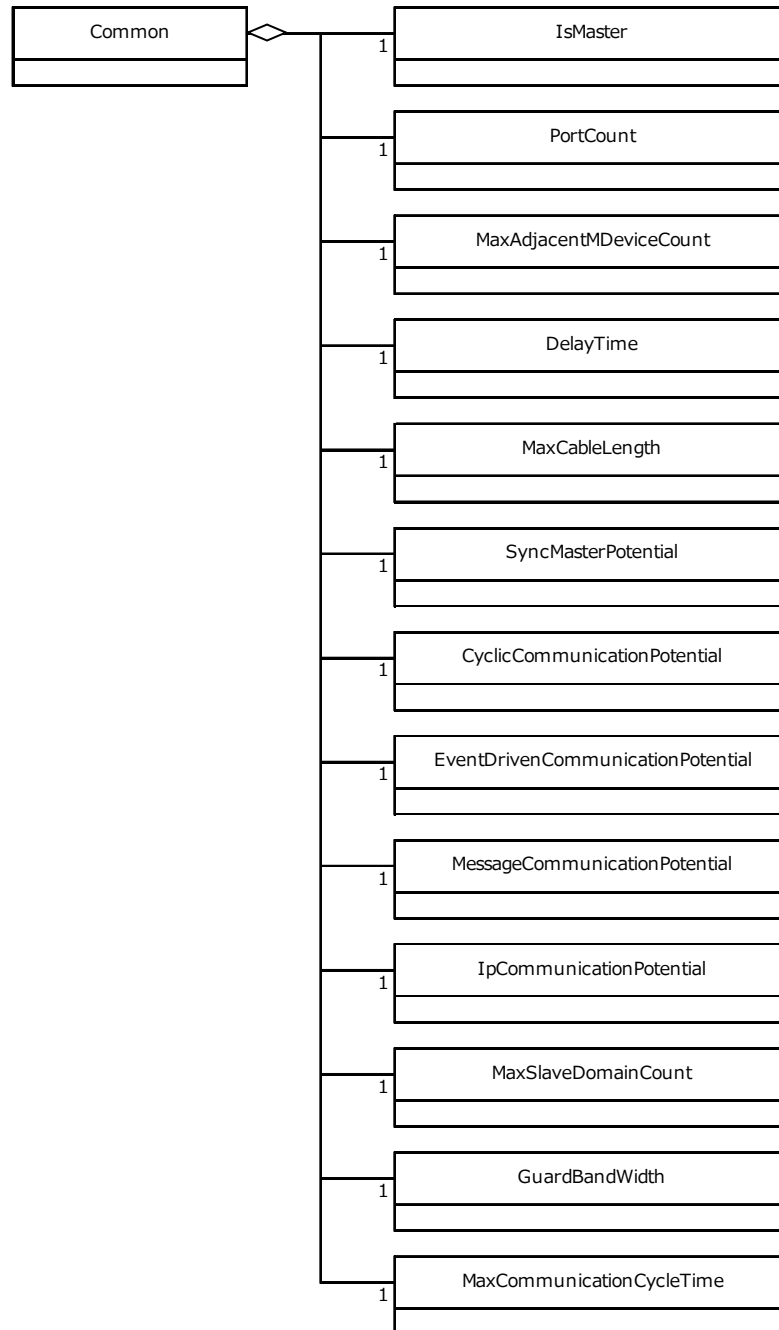 Common
IsMaster
1
PortCount
1
MaxAdjacentMDeviceCount
1
DelayTime
1
MaxCableLength
1
SyncMasterPotential
1
CyclicCommunicationPotential
1
EventDrivenCommunicationPotential
1
MessageCommunicationPotential
1
IpCommunicationPotential
1
MaxSlaveDomainCount
1
GuardBandWidth
1
MaxCommunicationCycleTime
1